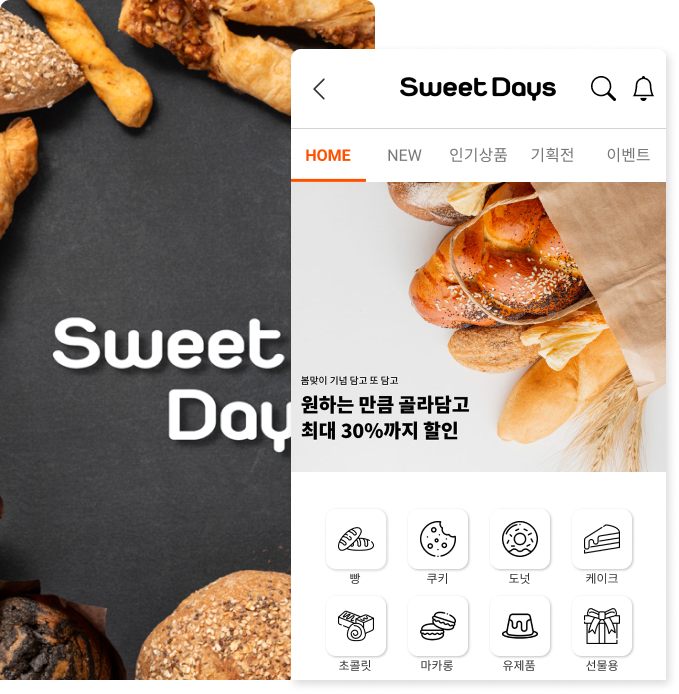 Sweet
Day
Sweet Days
HOME NEW 인기상품 기획전 이벤트
봄맞이 기념 담고 또 담고
원하는 만큼 골라담고
최대 30%까지 할인
빵 쿠키 도넛 케이크
초콜릿 마카롱 유제품 선물용